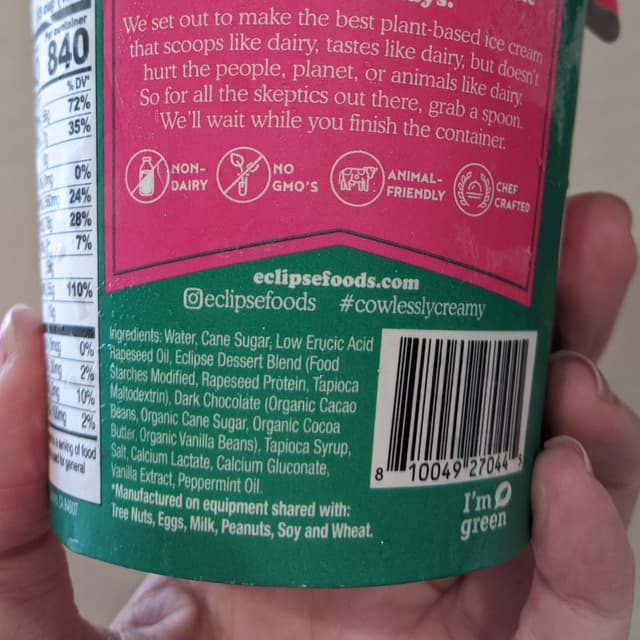 Per container
840
% DV*
72%
35%
0%
24%
28%
7%
110%
0%
2%
10%
2%
We set out to make the best plant-based ice cream
that scoops like dairy, tastes like dairy, but doesn't
hurt the people, planet, or animals like dairy.
So for all the skeptics out there, grab a spoon.
We'll wait while you finish the container.
NON-
DAIRY
NO
GMO'S
ANIMAL-
FRIENDLY
CHEF
CRAFTED
eclipsefoods.com
@eclipsefoods #cowlesslycreamy
Ingredients: Water, Cane Sugar, Low Erycic Acid
Rapeseed Oil, Eclipse Dessert Blend (Food
Starches Modified, Rapeseed Protein, Tapioca
Maltodextrin), Dark Chocolate (Organic Cacao
Beans, Organic Cane Sugar, Organic Cocoa
Butter, Organic Vanilla Beans), Tapioca Syrup,
Salt, Calcium Lactate, Calcium Gluconate,
Vanilla Extract, Peppermint Oil.
*Manufactured on equipment shared with:
Tree Nuts, Eggs, Milk, Peanuts, Soy and Wheat.
8 10049 27044 5
I'm
green